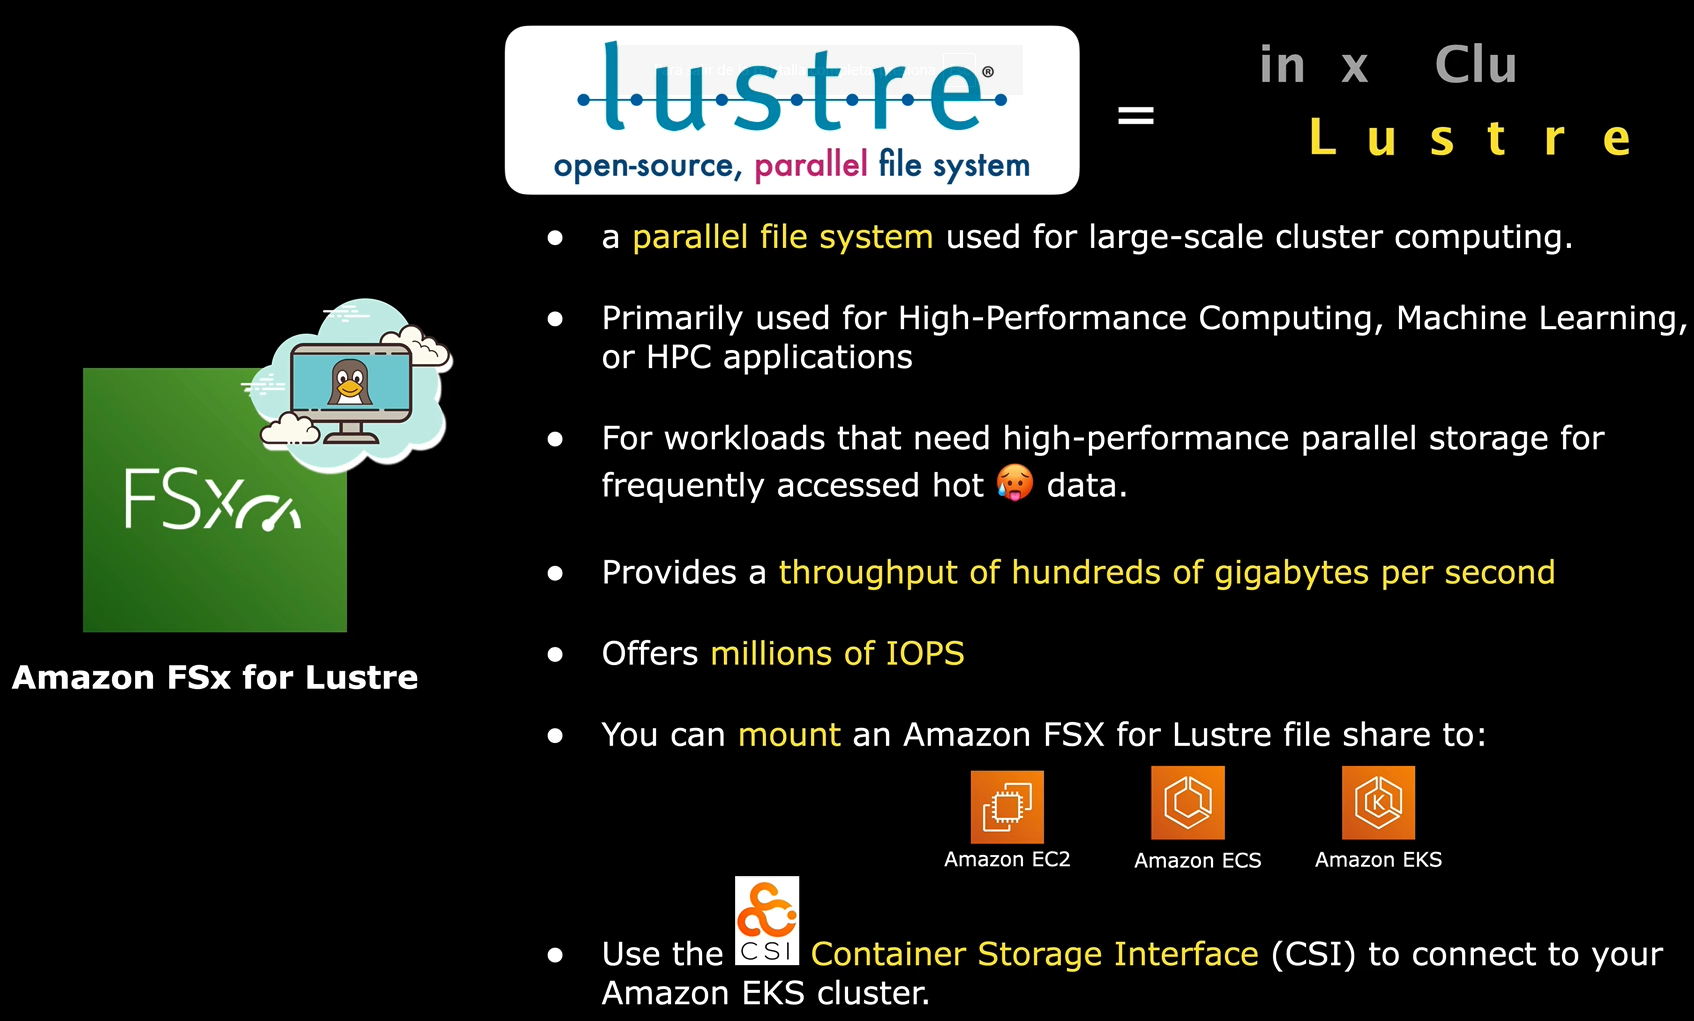 lustre®
open-source, parallel file system
=
in x Clu
L u s t r e
● a parallel file system used for large-scale cluster computing.
● Primarily used for High-Performance Computing, Machine Learning,
or HPC applications
● For workloads that need high-performance parallel storage for
frequently accessed hot 🥵 data.
● Provides a throughput of hundreds of gigabytes per second
● Offers millions of IOPS
● You can mount an Amazon FSX for Lustre file share to:
Amazon EC2
Amazon ECS
K
Amazon EKS
CSI
● Use the Container Storage Interface (CSI) to connect to your
Amazon EKS cluster.
FSx
Amazon FSx for Lustre